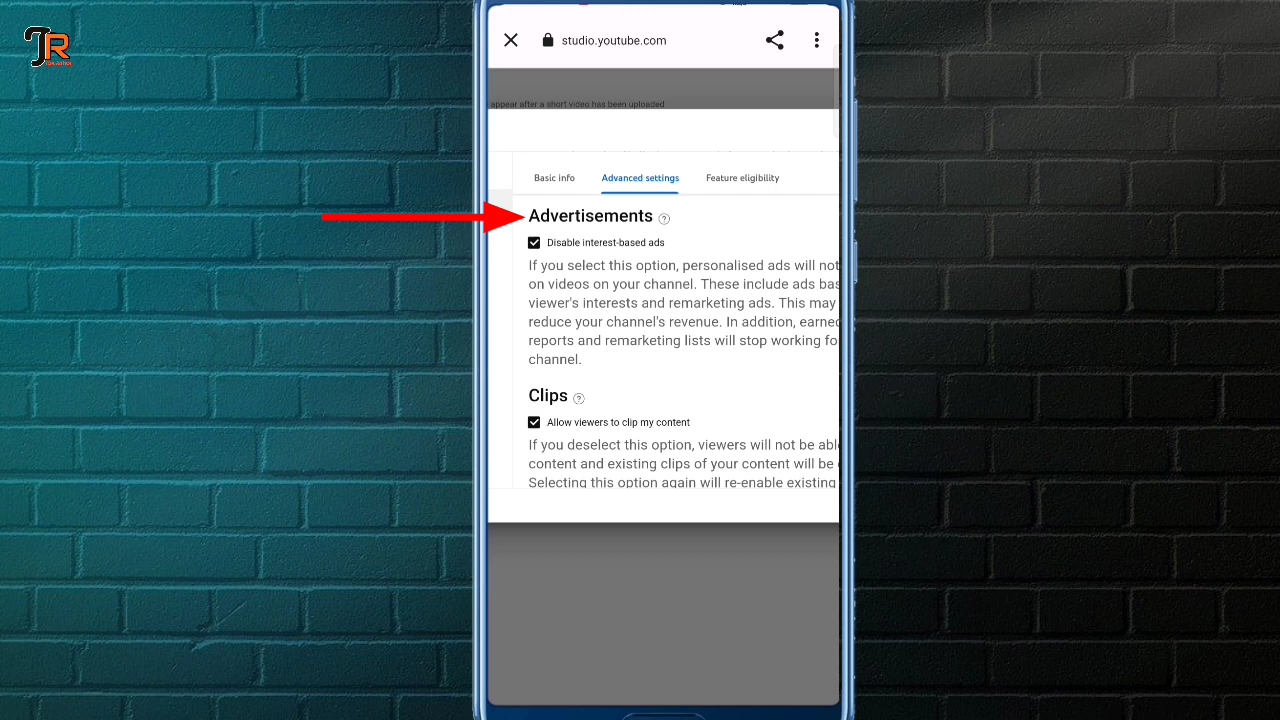 JR
studio.youtube.com
appear after a short video has been uploaded
Basic info Advanced settings Feature eligibility
Advertisements ?
Disable interest-based ads
If you select this option, personalised ads will not
on videos on your channel. These include ads bas
viewer's interests and remarketing ads. This may
reduce your channel's revenue. In addition, earned
reports and remarketing lists will stop working fo
channel.
Clips ?
Allow viewers to clip my content
If you deselect this option, viewers will not be abl
content and existing clips of your content will be
Selecting this option again will re-enable existing